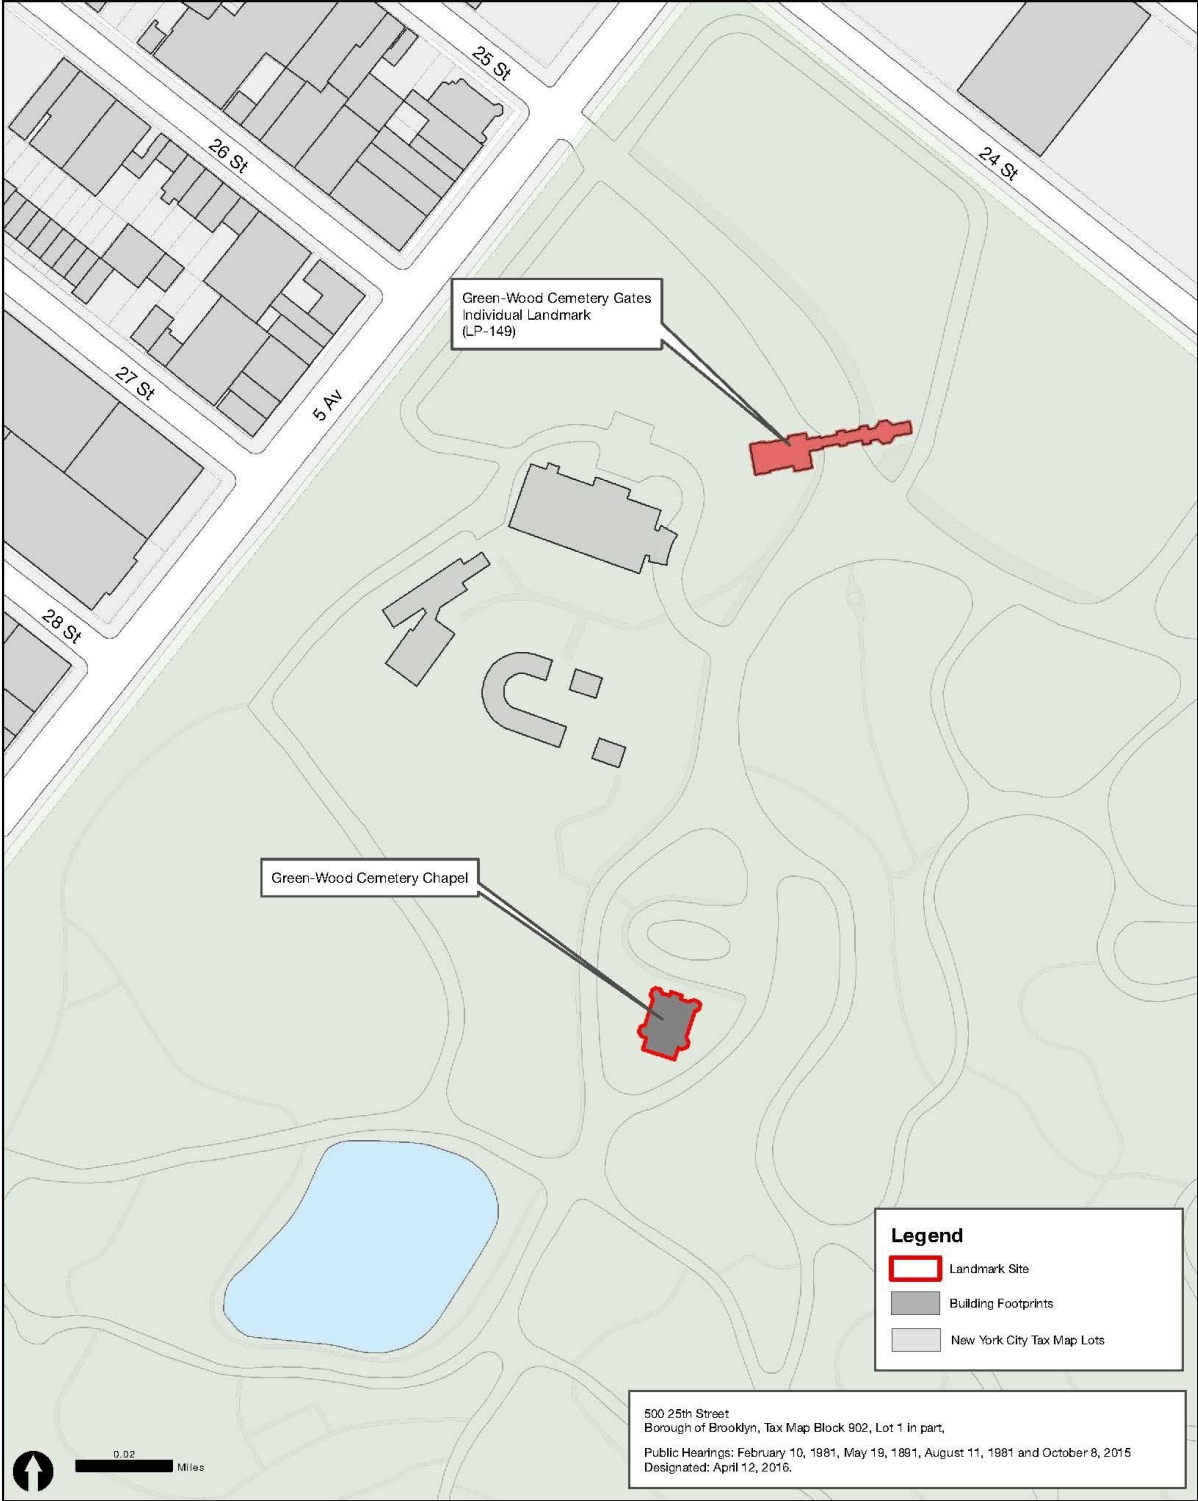 25 St
26 St
24 St
Green-Wood Cemetery Gates
Individual Landmark
(LP-149)
27 St
5 Av
28 St
Green-Wood Cemetery Chapel
Legend
Landmark Site
Building Footprints
New York City Tax Map Lots
500 25th Street
Borough of Brooklyn, Tax Map Block 902, Lot 1 in part,
Public Hearings: February 10, 1981, May 19, 1891, August 11, 1981 and October 8, 2015
Designated: April 12, 2016.
0.02
Miles